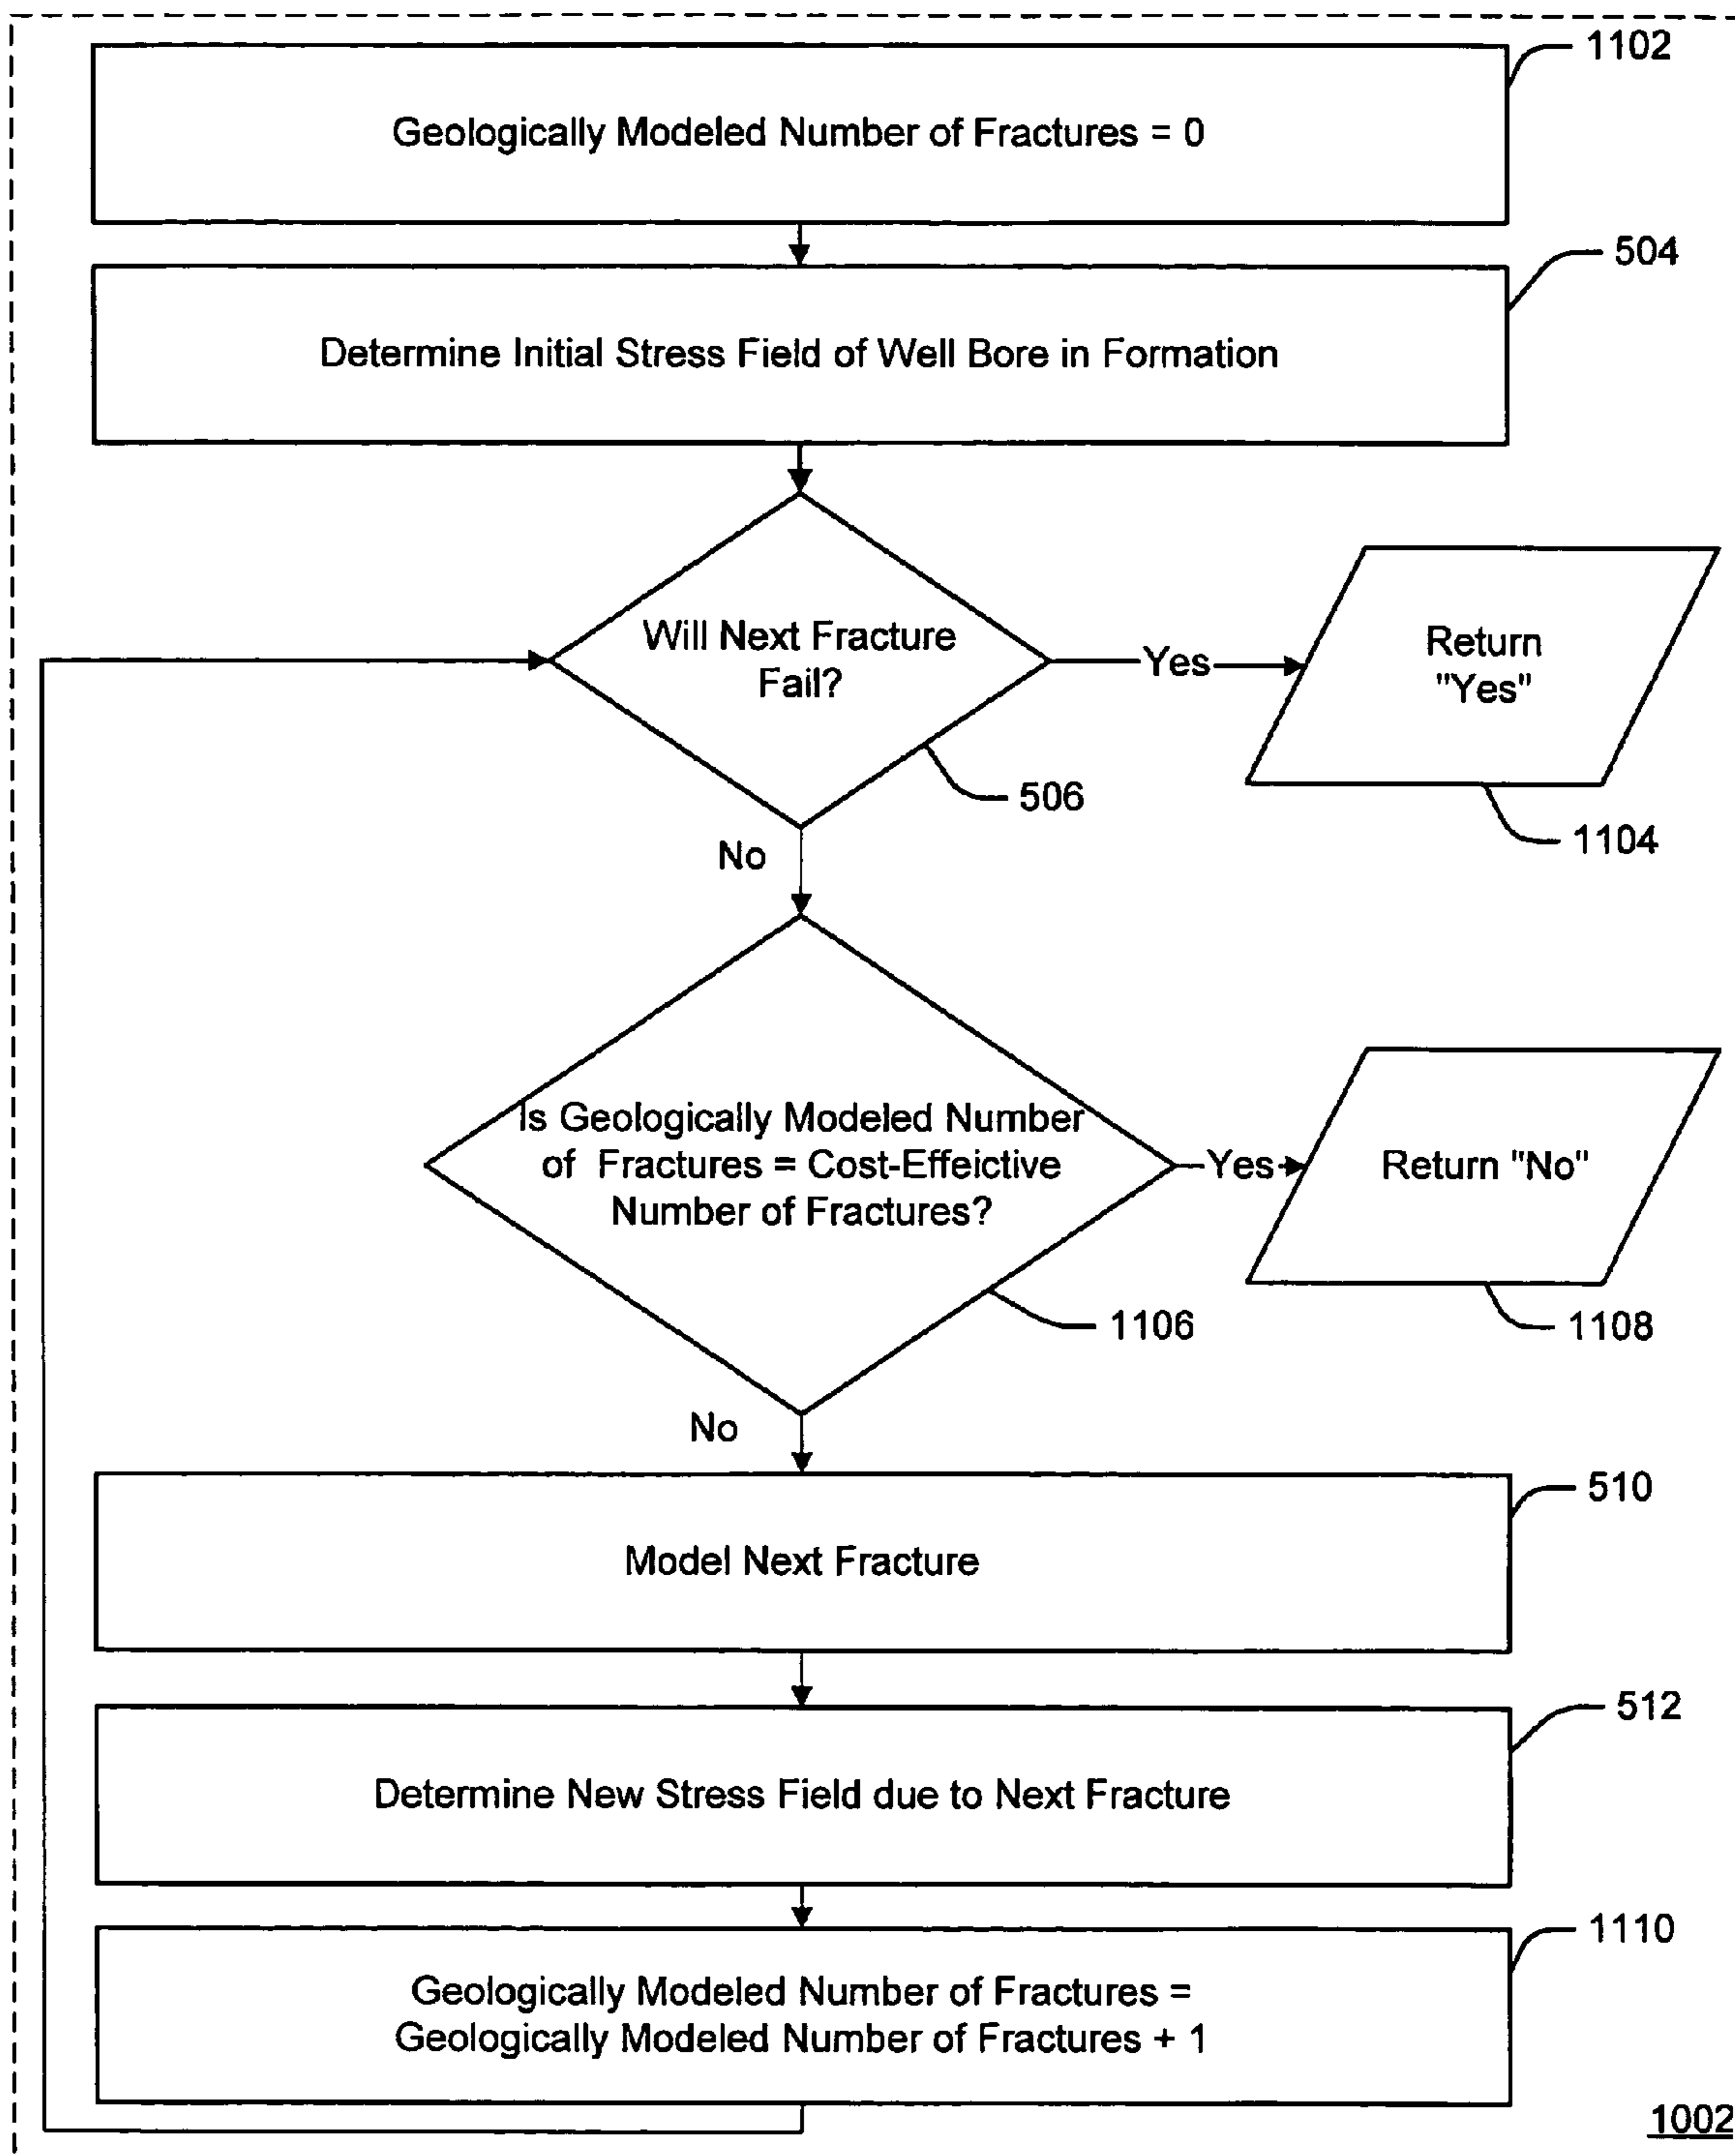 1102
Geologically Modeled Number of Fractures = 0
504
Determine Initial Stress Field of Well Bore in Formation
Will Next Fracture
Fail?
Yes
Return
"Yes"
506
1104
No
Is Geologically Modeled Number
of Fractures = Cost-Effeictive
Number of Fractures?
Yes
Return "No"
1106
1108
No
510
Model Next Fracture
512
Determine New Stress Field due to Next Fracture
1110
Geologically Modeled Number of Fractures =
Geologically Modeled Number of Fractures + 1
1002